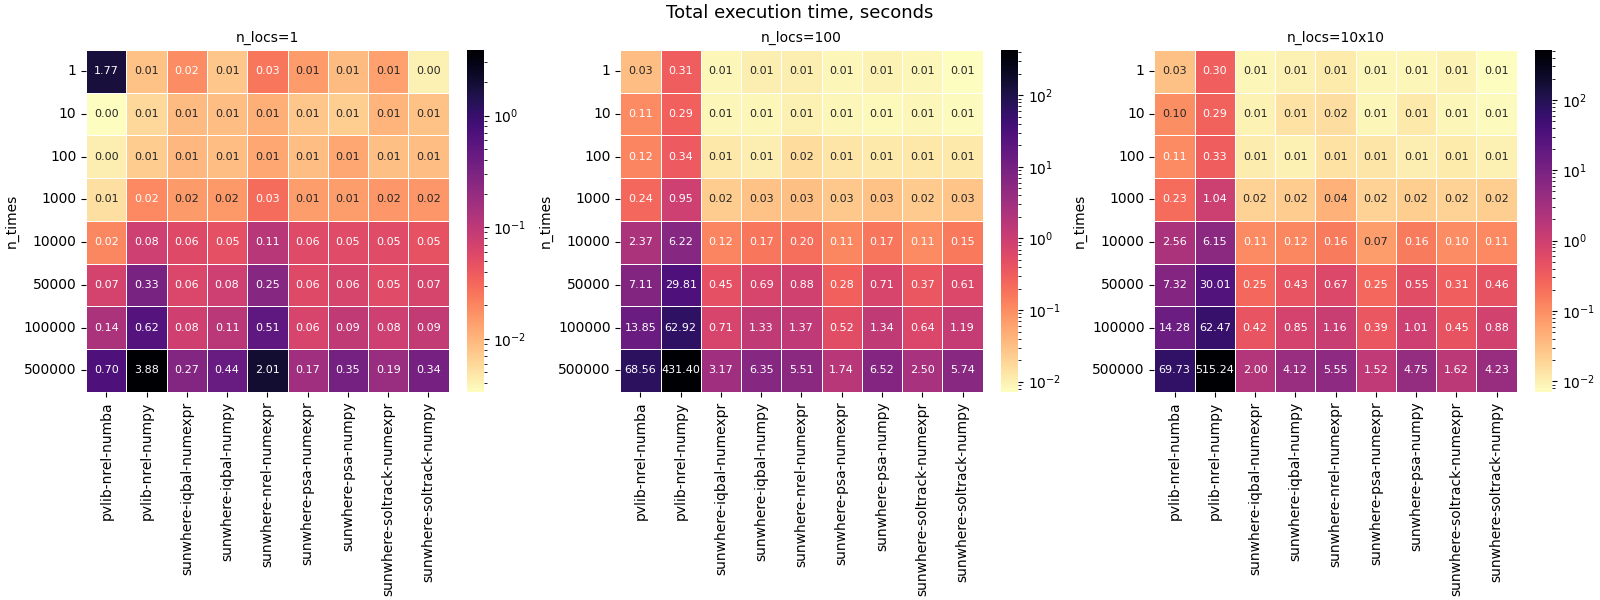 Total execution time, seconds
n_locs=1
n_times
1 1.77 0.01 0.02 0.01 0.03 0.01 0.01 0.01 0.00
10 0.00 0.01 0.01 0.01 0.01 0.01 0.01 0.01 0.01
100 0.00 0.01 0.01 0.01 0.01 0.01 0.01 0.01 0.01
1000 0.01 0.02 0.02 0.02 0.03 0.01 0.01 0.02 0.02
10000 0.02 0.08 0.06 0.05 0.11 0.06 0.05 0.05 0.05
50000 0.07 0.33 0.06 0.08 0.25 0.06 0.06 0.05 0.07
100000 0.14 0.62 0.08 0.11 0.51 0.06 0.09 0.08 0.09
500000 0.70 3.88 0.27 0.44 2.01 0.17 0.35 0.19 0.34
pvlib-nrel-numba
pvlib-nrel-numpy
sunwhere-iqbal-numexpr
sunwhere-iqbal-numpy
sunwhere-nrel-numexpr
sunwhere-psa-numexpr
sunwhere-psa-numpy
sunwhere-soltrack-numexpr
sunwhere-soltrack-numpy
10^0
10^-1
10^-2
n_locs=100
n_times
1 0.03 0.31 0.01 0.01 0.01 0.01 0.01 0.01 0.01
10 0.11 0.29 0.01 0.01 0.01 0.01 0.01 0.01 0.01
100 0.12 0.34 0.01 0.01 0.02 0.01 0.01 0.01 0.01
1000 0.24 0.95 0.02 0.03 0.03 0.03 0.03 0.02 0.03
10000 2.37 6.22 0.12 0.17 0.20 0.11 0.17 0.11 0.15
50000 7.11 29.81 0.45 0.69 0.88 0.28 0.71 0.37 0.61
100000 13.85 62.92 0.71 1.33 1.37 0.52 1.34 0.64 1.19
500000 68.56 431.40 3.17 6.35 5.51 1.74 6.52 2.50 5.74
pvlib-nrel-numba
pvlib-nrel-numpy
sunwhere-iqbal-numexpr
sunwhere-iqbal-numpy
sunwhere-nrel-numexpr
sunwhere-psa-numexpr
sunwhere-psa-numpy
sunwhere-soltrack-numexpr
sunwhere-soltrack-numpy
10^2
10^1
10^0
10^-1
10^-2
n_locs=10x10
n_times
1 0.03 0.30 0.01 0.01 0.01 0.01 0.01 0.01 0.01
10 0.10 0.29 0.01 0.01 0.02 0.01 0.01 0.01 0.01
100 0.11 0.33 0.01 0.01 0.01 0.01 0.01 0.01 0.01
1000 0.23 1.04 0.02 0.02 0.04 0.02 0.02 0.02 0.02
10000 2.56 6.15 0.11 0.12 0.16 0.07 0.16 0.10 0.11
50000 7.32 30.01 0.25 0.43 0.67 0.25 0.55 0.31 0.46
100000 14.28 62.47 0.42 0.85 1.16 0.39 1.01 0.45 0.88
500000 69.73 515.24 2.00 4.12 5.55 1.52 4.75 1.62 4.23
pvlib-nrel-numba
pvlib-nrel-numpy
sunwhere-iqbal-numexpr
sunwhere-iqbal-numpy
sunwhere-nrel-numexpr
sunwhere-psa-numexpr
sunwhere-psa-numpy
sunwhere-soltrack-numexpr
sunwhere-soltrack-numpy
10^2
10^1
10^0
10^-1
10^-2